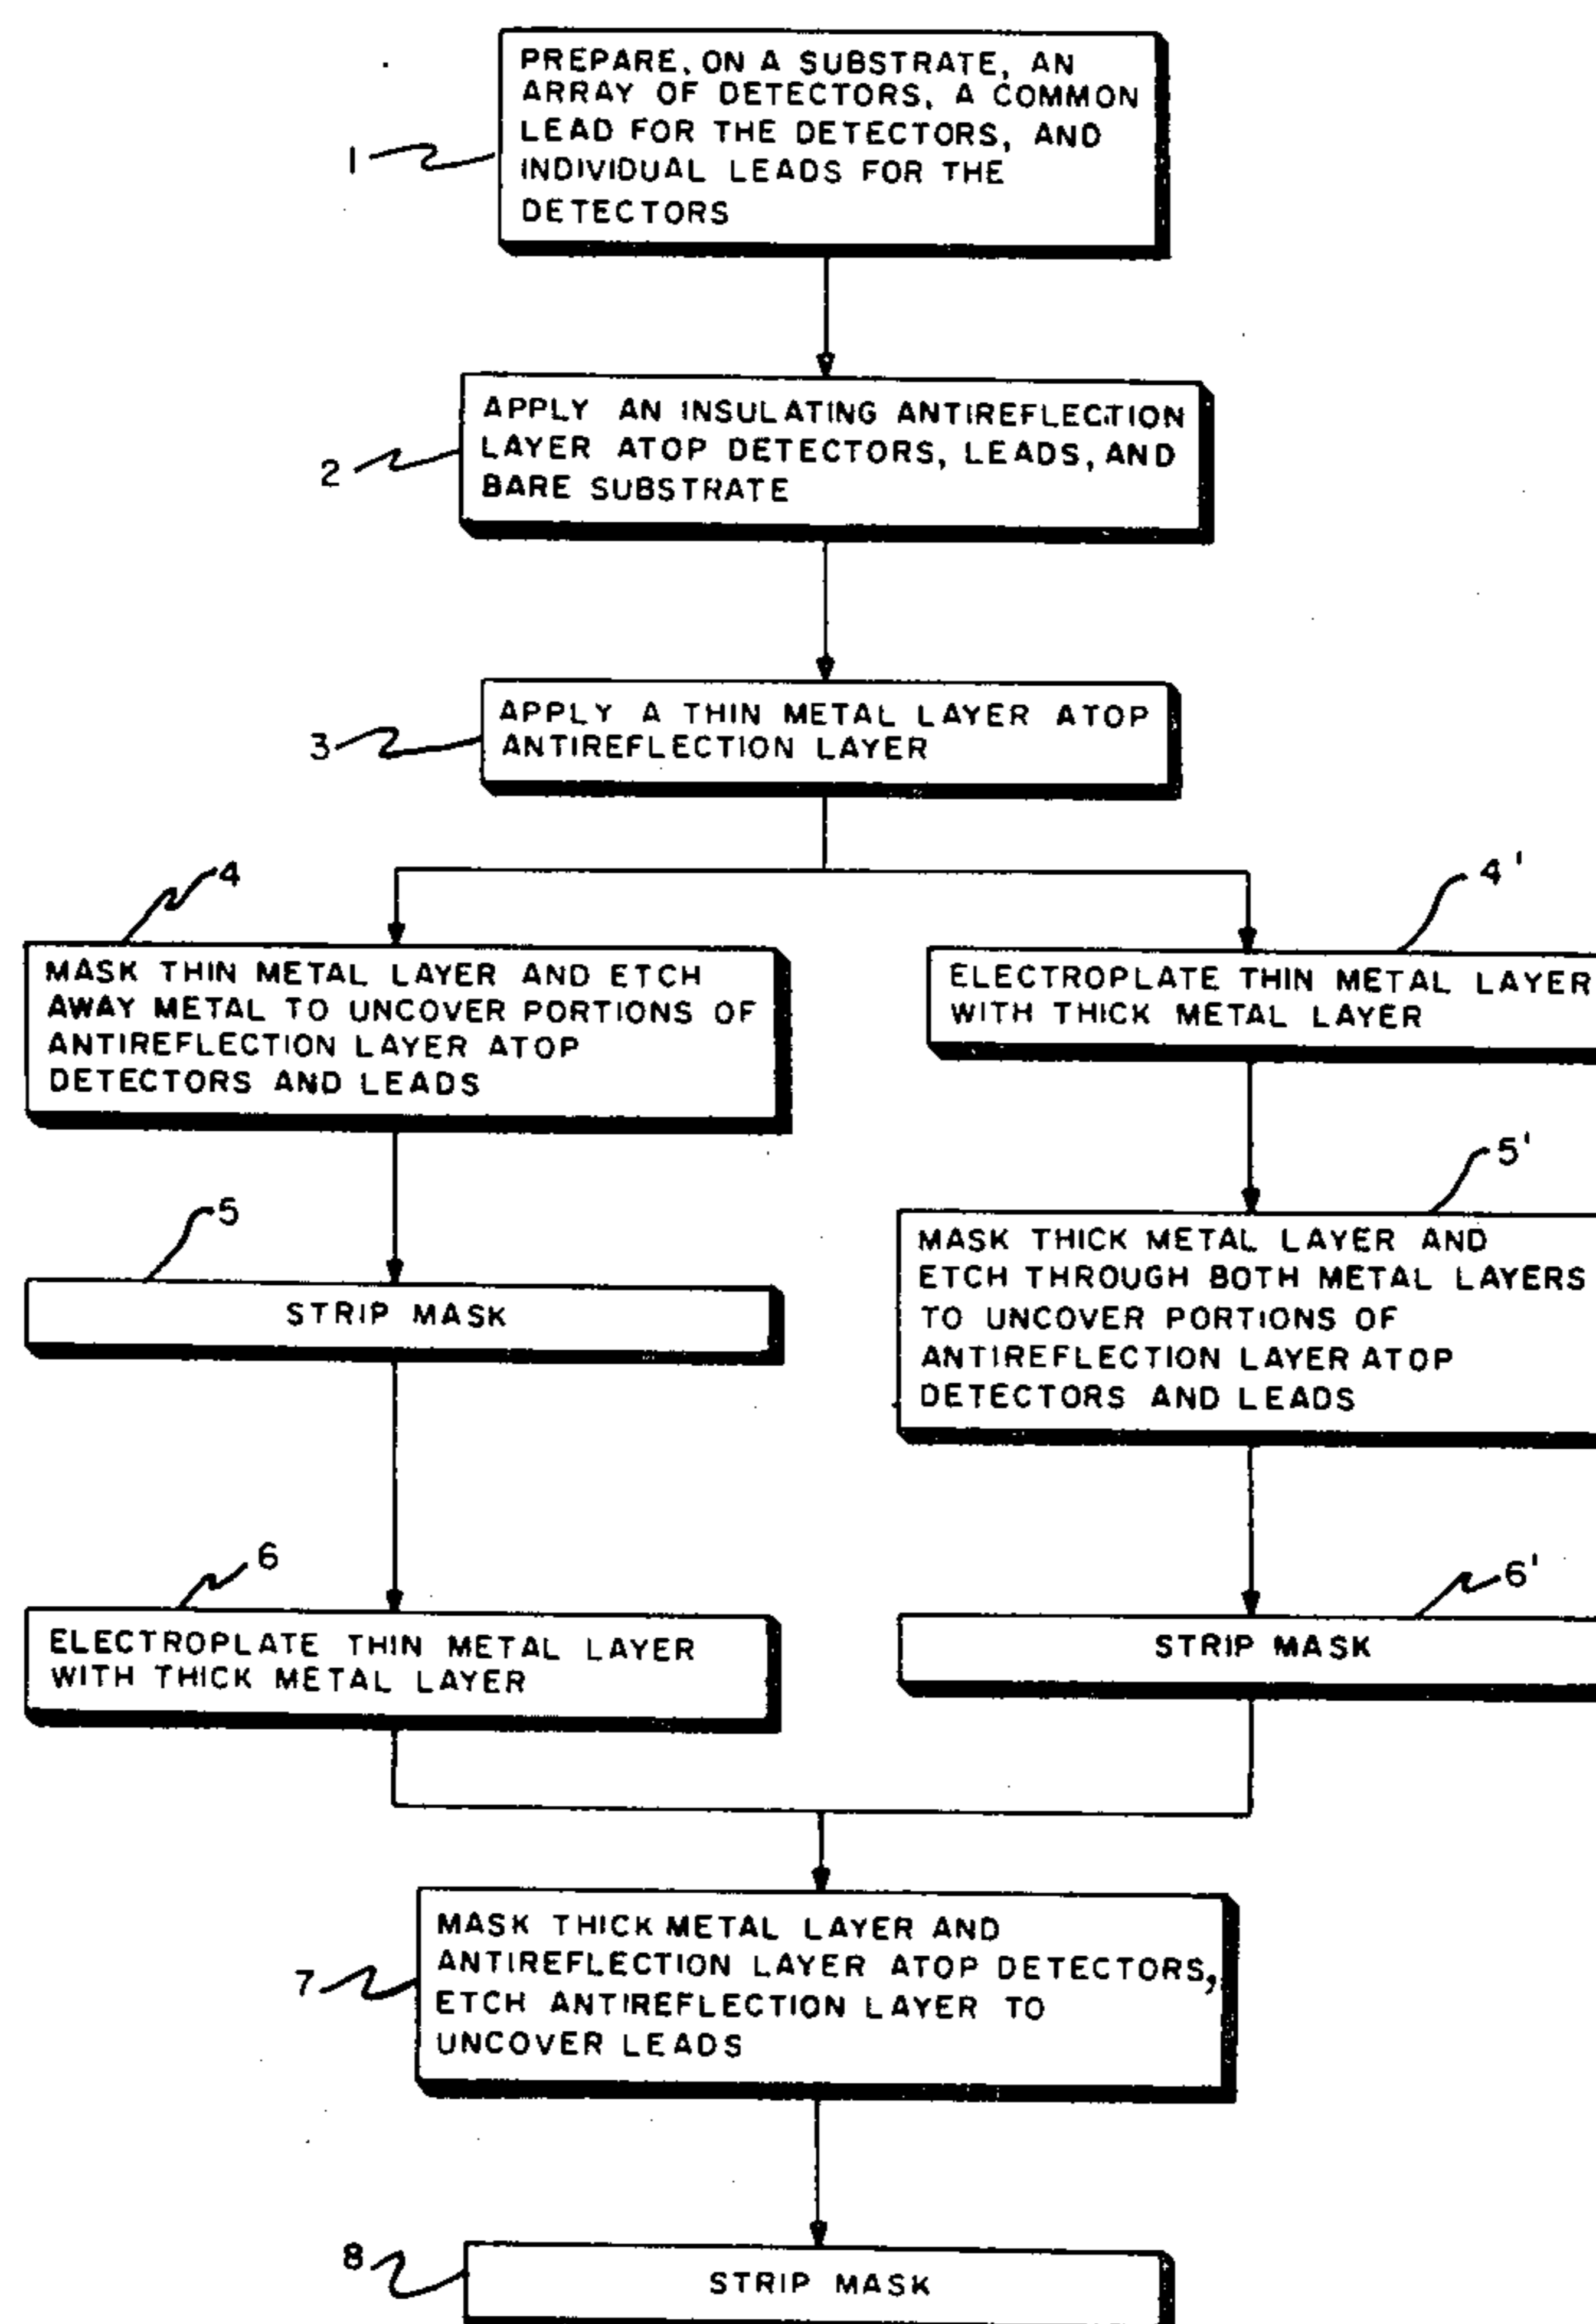 PREPARE, ON A SUBSTRATE, AN
ARRAY OF DETECTORS, A COMMON
LEAD FOR THE DETECTORS, AND
INDIVIDUAL LEADS FOR THE
DETECTORS
1
APPLY AN INSULATING ANTIREFLECTION
LAYER ATOP DETECTORS, LEADS, AND
BARE SUBSTRATE
2
APPLY A THIN METAL LAYER ATOP
ANTIREFLECTION LAYER
3
4
MASK THIN METAL LAYER AND ETCH
AWAY METAL TO UNCOVER PORTIONS OF
ANTIREFLECTION LAYER ATOP
DETECTORS AND LEADS
5
STRIP MASK
6
ELECTROPLATE THIN METAL LAYER
WITH THICK METAL LAYER
4'
ELECTROPLATE THIN METAL LAYER
WITH THICK METAL LAYER
5'
MASK THICK METAL LAYER AND
ETCH THROUGH BOTH METAL LAYERS
TO UNCOVER PORTIONS OF
ANTIREFLECTION LAYER ATOP
DETECTORS AND LEADS
6'
STRIP MASK
7
MASK THICK METAL LAYER AND
ANTIREFLECTION LAYER ATOP DETECTORS,
ETCH ANTIREFLECTION LAYER TO
UNCOVER LEADS
8
STRIP MASK